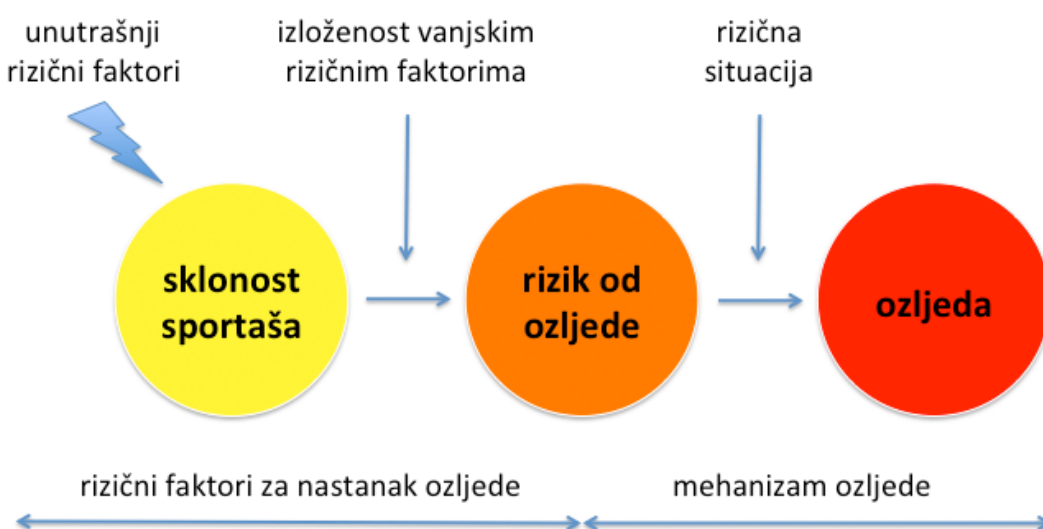 unutrašnji
rizični faktori
izloženost vanjskim
rizičnim faktorima
rizična
situacija
sklonost
sportaša
rizik od
ozljede
ozljeda
rizični faktori za nastanak ozljede
mehanizam ozljede